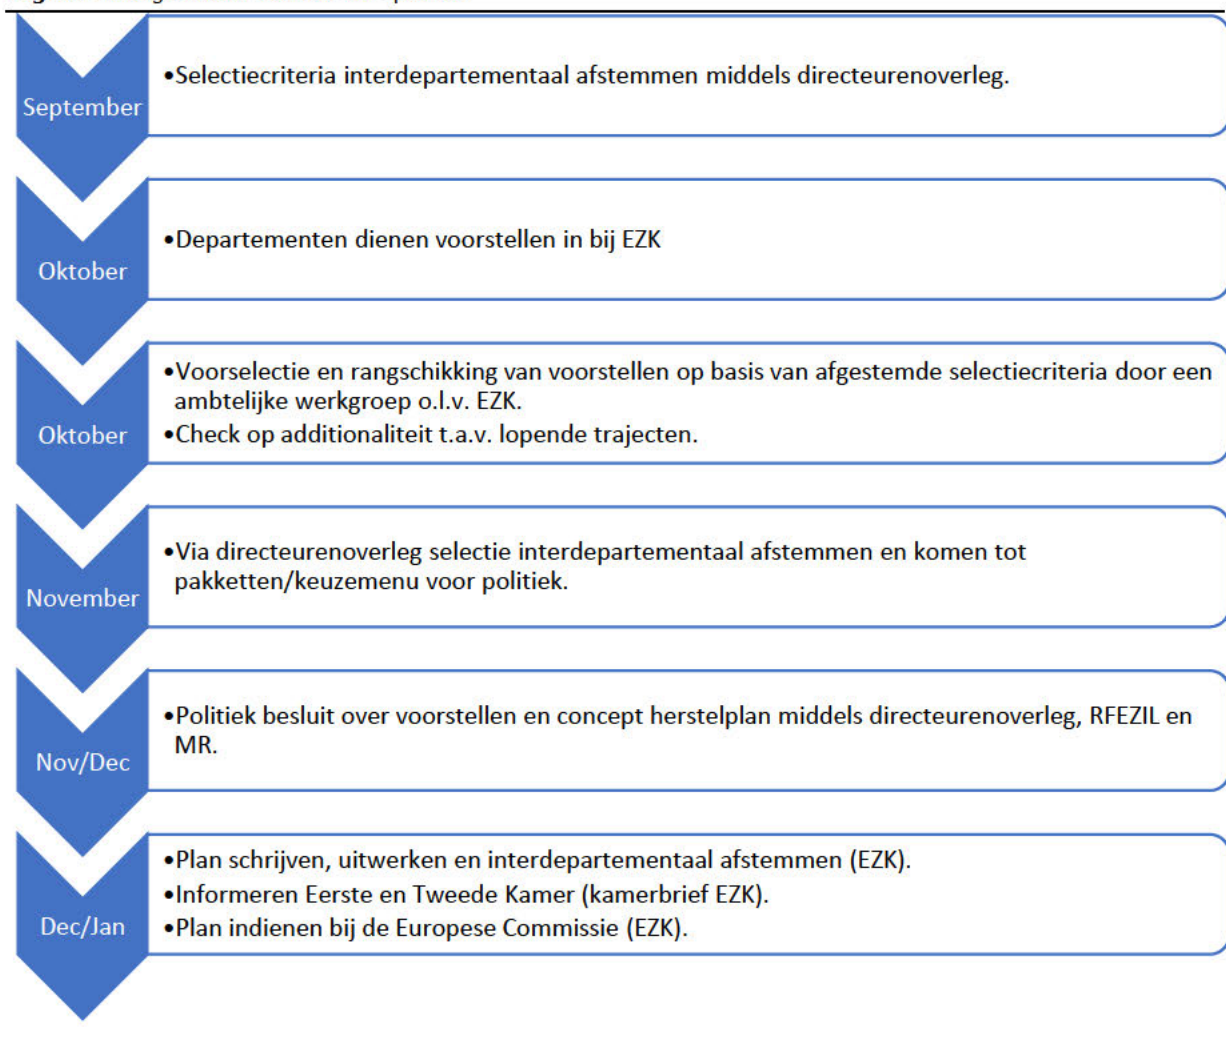 September
•Selectiecriteria interdepartementaal afstemmen middels directeurenoverleg.
Oktober
•Departementen dienen voorstellen in bij EZK
Oktober
•Voorselectie en rangschikking van voorstellen op basis van afgestemde selectiecriteria door een
ambtelijke werkgroep o.l.v. EZK.
•Check op additionaliteit t.a.v. lopende trajecten.
November
•Via directeurenoverleg selectie interdepartementaal afstemmen en komen tot
pakketten/keuzemenu voor politiek.
Nov/Dec
•Politiek besluit over voorstellen en concept herstelplan middels directeurenoverleg, RFEZIL en
MR.
Dec/Jan
•Plan schrijven, uitwerken en interdepartementaal afstemmen (EZK).
•Informeren Eerste en Tweede Kamer (kamerbrief EZK).
•Plan indienen bij de Europese Commissie (EZK).